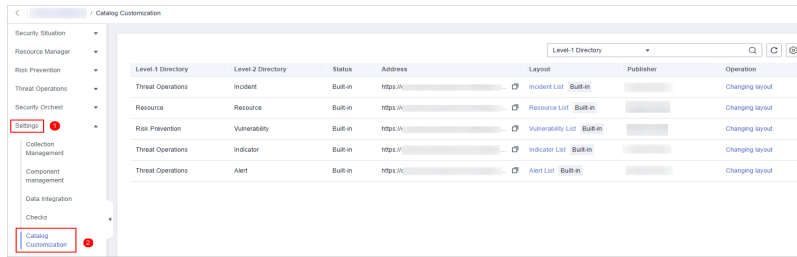 / Catalog Customization
Security Situation
Resource Manager
Risk Prevention
Threat Operations
Security Orchest
Settings 1
Collection
Management
Component
management
Data Integration
Checks
Catalog
Customization 2
Level-1 Directory
Level-1 Directory Level-2 Directory Status Address Layout Publisher Operation
Threat Operations Incident Built-in https:// ... Incident List Built-in Changing layout
Resource Resource Built-in https:// ... Resource List Built-in Changing layout
Risk Prevention Vulnerability Built-in https:// ... Vulnerability List Built-in Changing layout
Threat Operations Indicator Built-in https:// ... Indicator List Built-in Changing layout
Threat Operations Alert Built-in https:// ... Alert List Built-in Changing layout